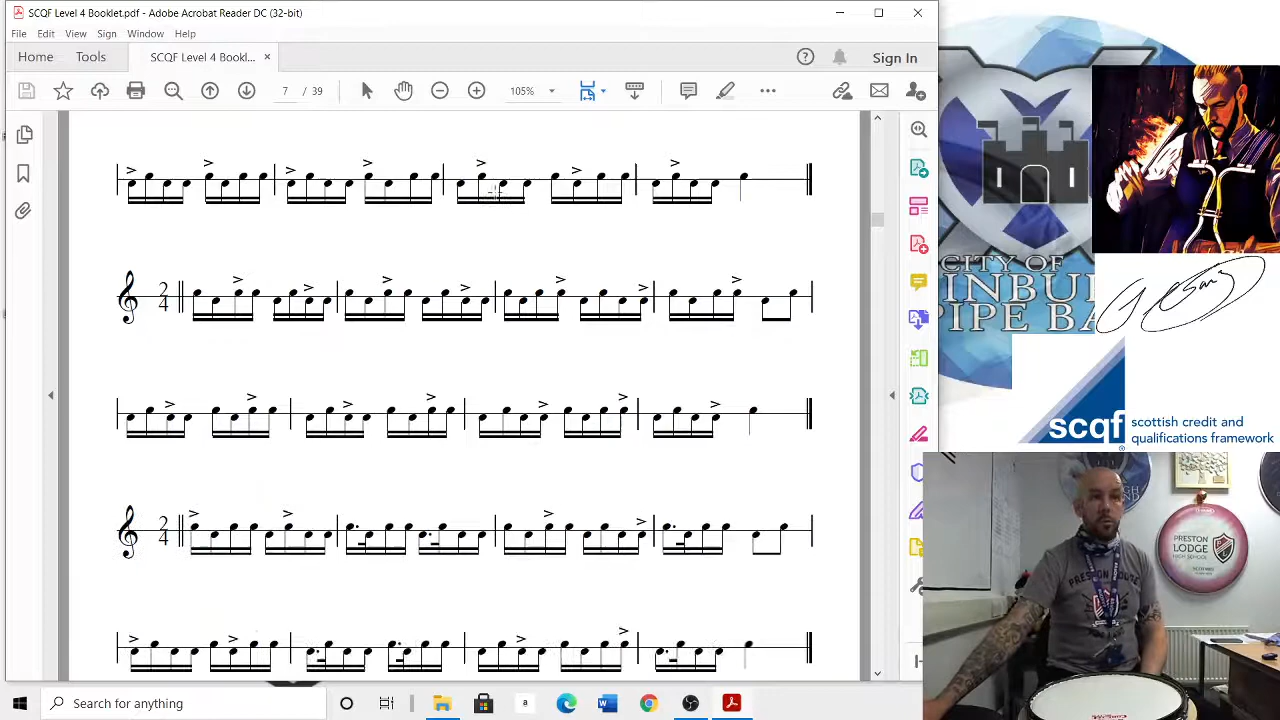 SCQF Level 4 Booklet.pdf - Adobe Acrobat Reader DC (32-bit)
File Edit View Sign Window Help
Home Tools SCQF Level 4 Bookl... × Sign In
7 / 39 105%
2
4
2
4
CITY OF
PIPE BA
scqf
®
scottish credit and
qualifications framework
PRESTON
LODGE
HIGH SCHOOL
Search for anything
a